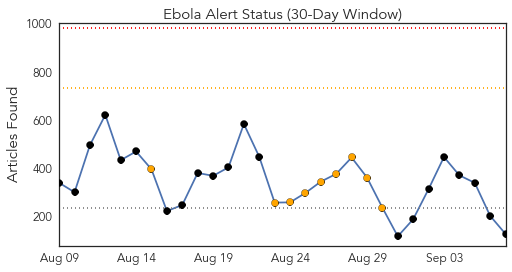 Ebola Alert Status (30-Day Window)
1000
800
600
400
200
Articles Found
Aug 09 Aug 14 Aug 19 Aug 24 Aug 29 Sep 03